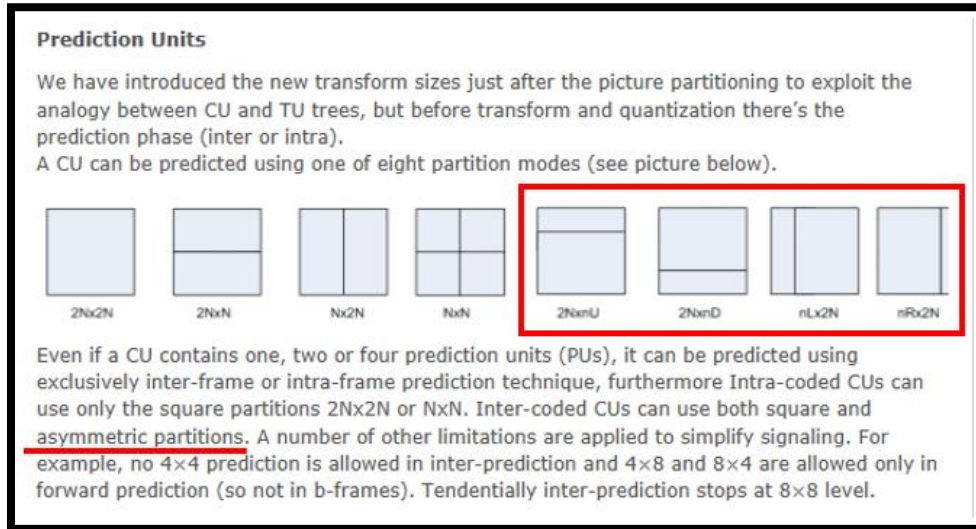 Prediction Units
We have introduced the new transform sizes just after the picture partitioning to exploit the
analogy between CU and TU trees, but before transform and quantization there's the
prediction phase (inter or intra).
A CU can be predicted using one of eight partition modes (see picture below).
2Nx2N 2NxN Nx2N NxN 2NxnU 2NxnD nLx2N nRx2N
Even if a CU contains one, two or four prediction units (PUs), it can be predicted using
exclusively inter-frame or intra-frame prediction technique, furthermore Intra-coded CUs can
use only the square partitions 2Nx2N or NxN. Inter-coded CUs can use both square and
asymmetric partitions. A number of other limitations are applied to simplify signaling. For
example, no 4×4 prediction is allowed in inter-prediction and 4×8 and 8×4 are allowed only in
forward prediction (so not in b-frames). Tendentially inter-prediction stops at 8×8 level.